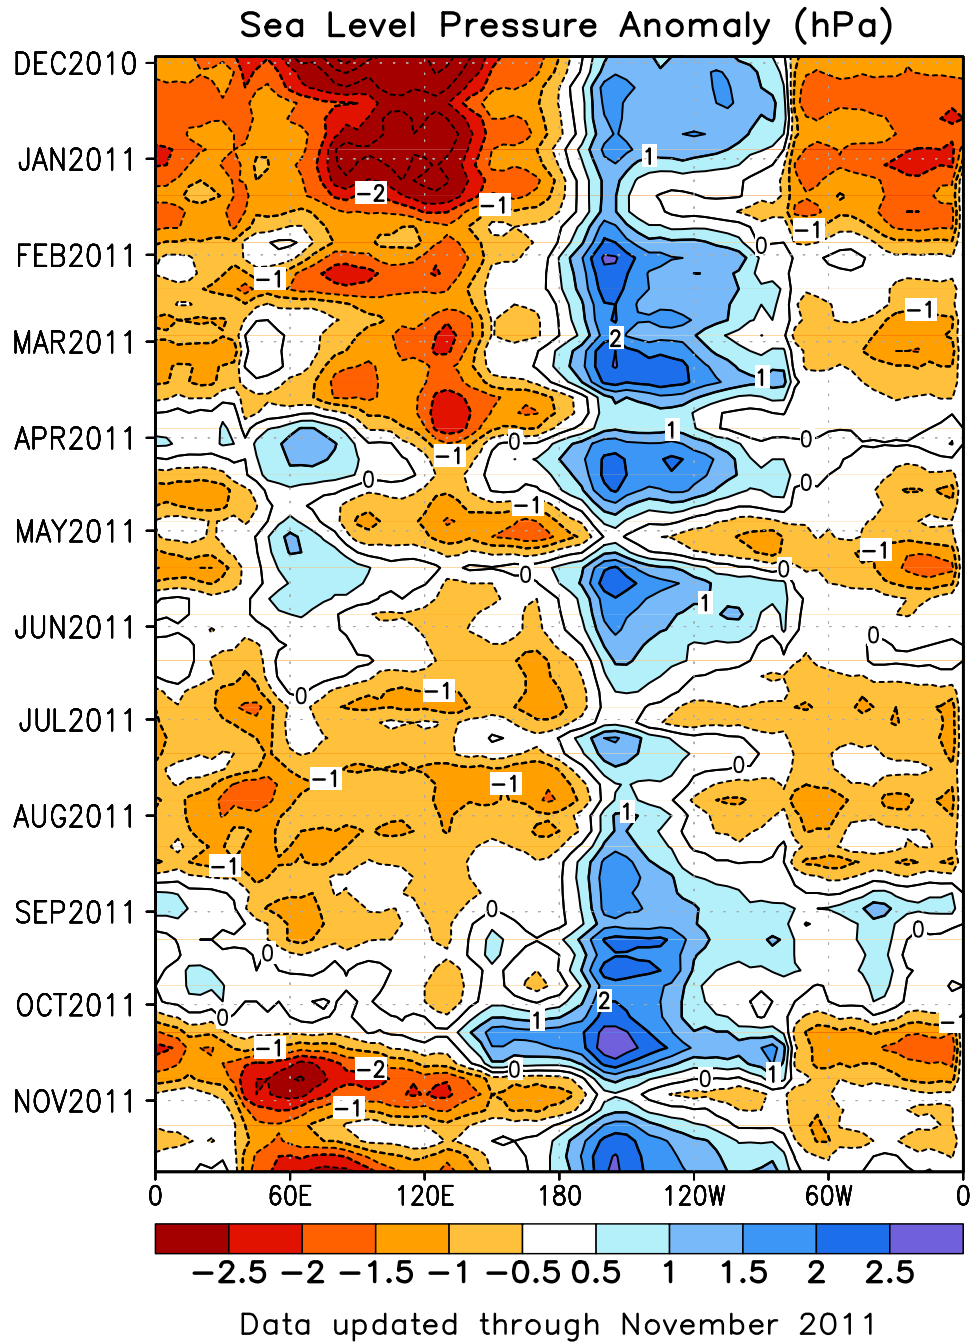 Sea Level Pressure Anomaly (hPa)
DEC2010
JAN2011
1
−2
−1
−1
0
FEB2011
−1
−1
MAR2011
2
1
1
APR2011
0
0
−1
0
0
−1
MAY2011
−1
0
0
1
JUN2011
0
0
−1
JUL2011
0
−1
−1
AUG2011
1
−1
SEP2011
0
0
0
OCT2011
2
0
1
−
−1
−2
0
0
1
NOV2011
−1
0 60E 120E 180 120W 60W 0
−2.5 −2 −1.5 −1 −0.5 0.5 1 1.5 2 2.5
Data updated through November 2011